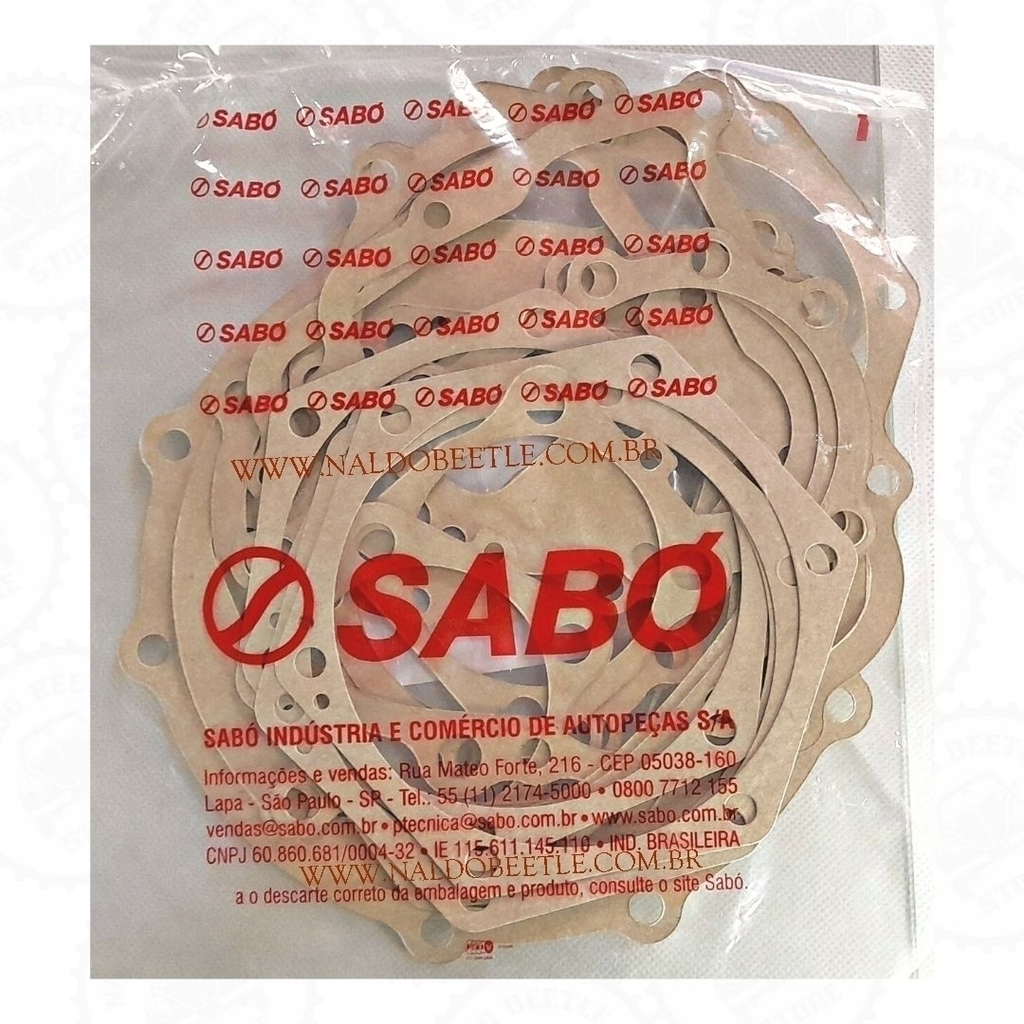 SABÓ SABÓ SABÓ SABÓ SABÓ
SABÓ SABÓ SABÓ SABÓ SABÓ
SABÓ SABÓ SABÓ SABÓ SABÓ
SABÓ SABÓ SABÓ SABÓ SABÓ
SABÓ SABÓ SABÓ SABÓ SABÓ
WWW.NALDOBEETLE.COM.BR
SABÓ
SABÓ INDÚSTRIA E COMÉRCIO DE AUTOPEÇAS S/A
Informações e vendas: Rua Mateo Forte, 216 - CEP 05038-160
Lapa - São Paulo - SP - Tel.: 55 (11) 2174-5000 • 0800 7712 155
vendas@sabo.com.br • ptecnica@sabo.com.br • www.sabo.com.br
CNPJ 60.860.681/0004-32 • IE 115.611.145.110 • IND. BRASILEIRA
WWW.NALDOBEETLE.COM.BR
a o descarte correto da embalagem e produto, consulte o site Sabó.